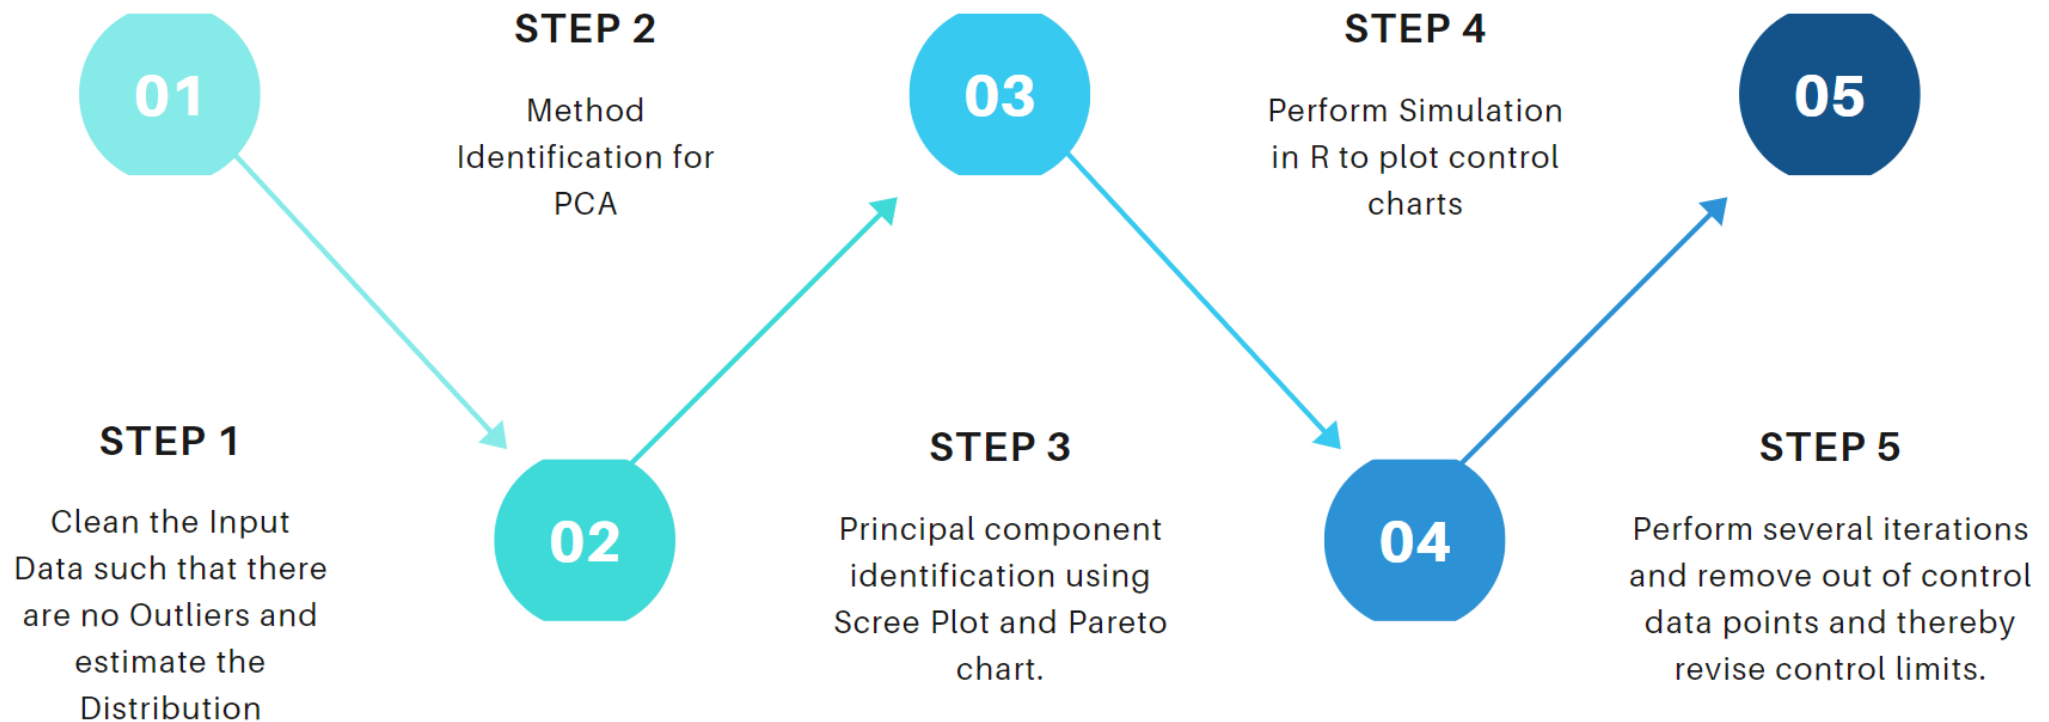 01
STEP 1
Clean the Input
Data such that there
are no Outliers and
estimate the
Distribution
STEP 2
Method
Identification for
PCA
02
03
STEP 3
Principal component
identification using
Scree Plot and Pareto
chart.
STEP 4
Perform Simulation
in R to plot control
charts
04
05
STEP 5
Perform several iterations
and remove out of control
data points and thereby
revise control limits.